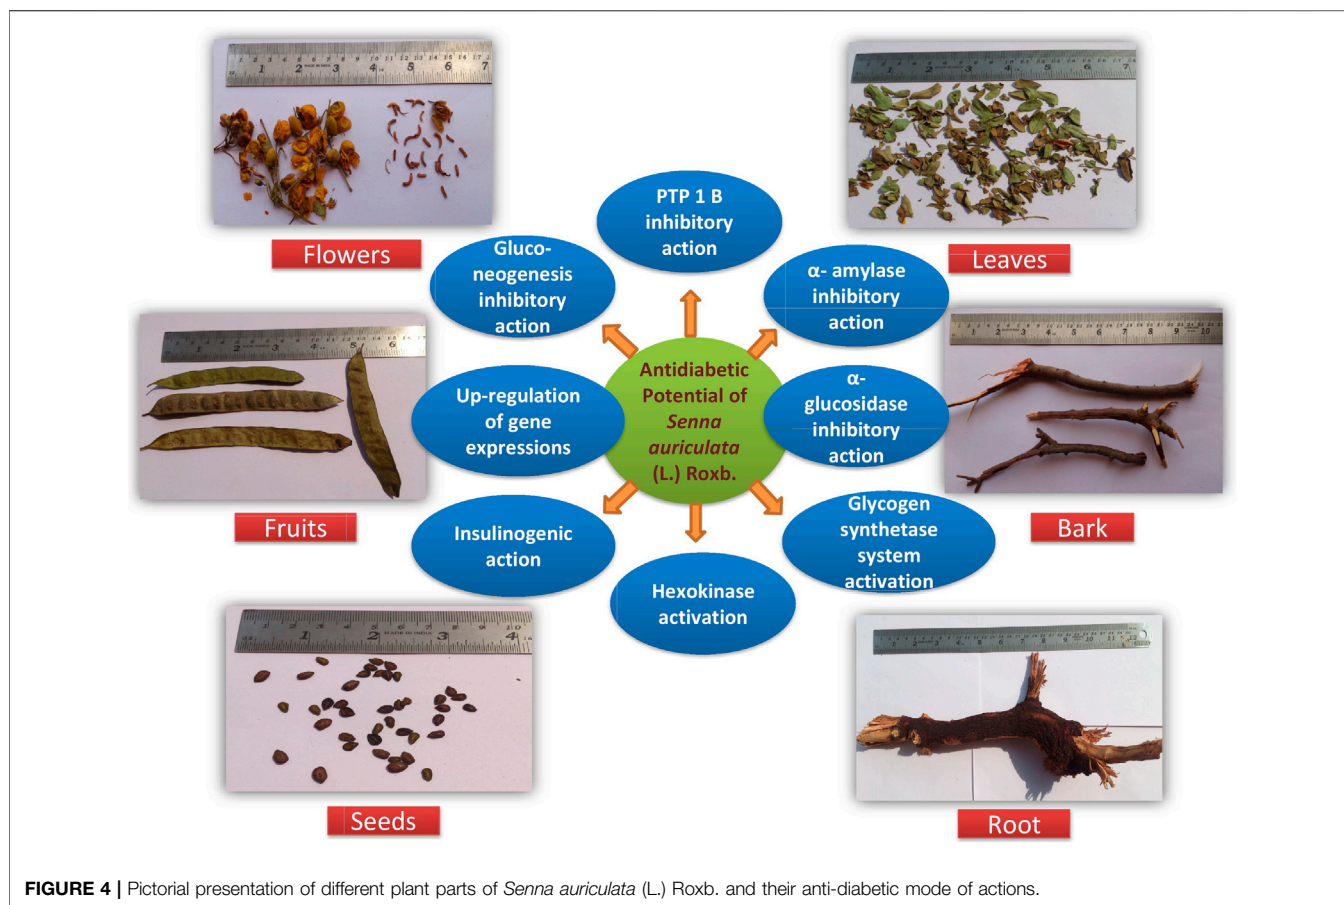 Flowers
Leaves
PTP 1 B
inhibitory
action
Gluco-
neogenesis
inhibitory
action
α- amylase
inhibitory
action
Up-regulation
of gene
expressions
Antidiabetic
Potential of
Senna
auriculata
(L.) Roxb.
α-
glucosidase
inhibitory
action
Fruits
Bark
Insulinogenic
action
Glycogen
synthetase
system
activation
Hexokinase
activation
MADE IN INDIA
Seeds
Root
FIGURE 4 | Pictorial presentation of different plant parts of Senna auriculata (L.) Roxb. and their anti-diabetic mode of actions.